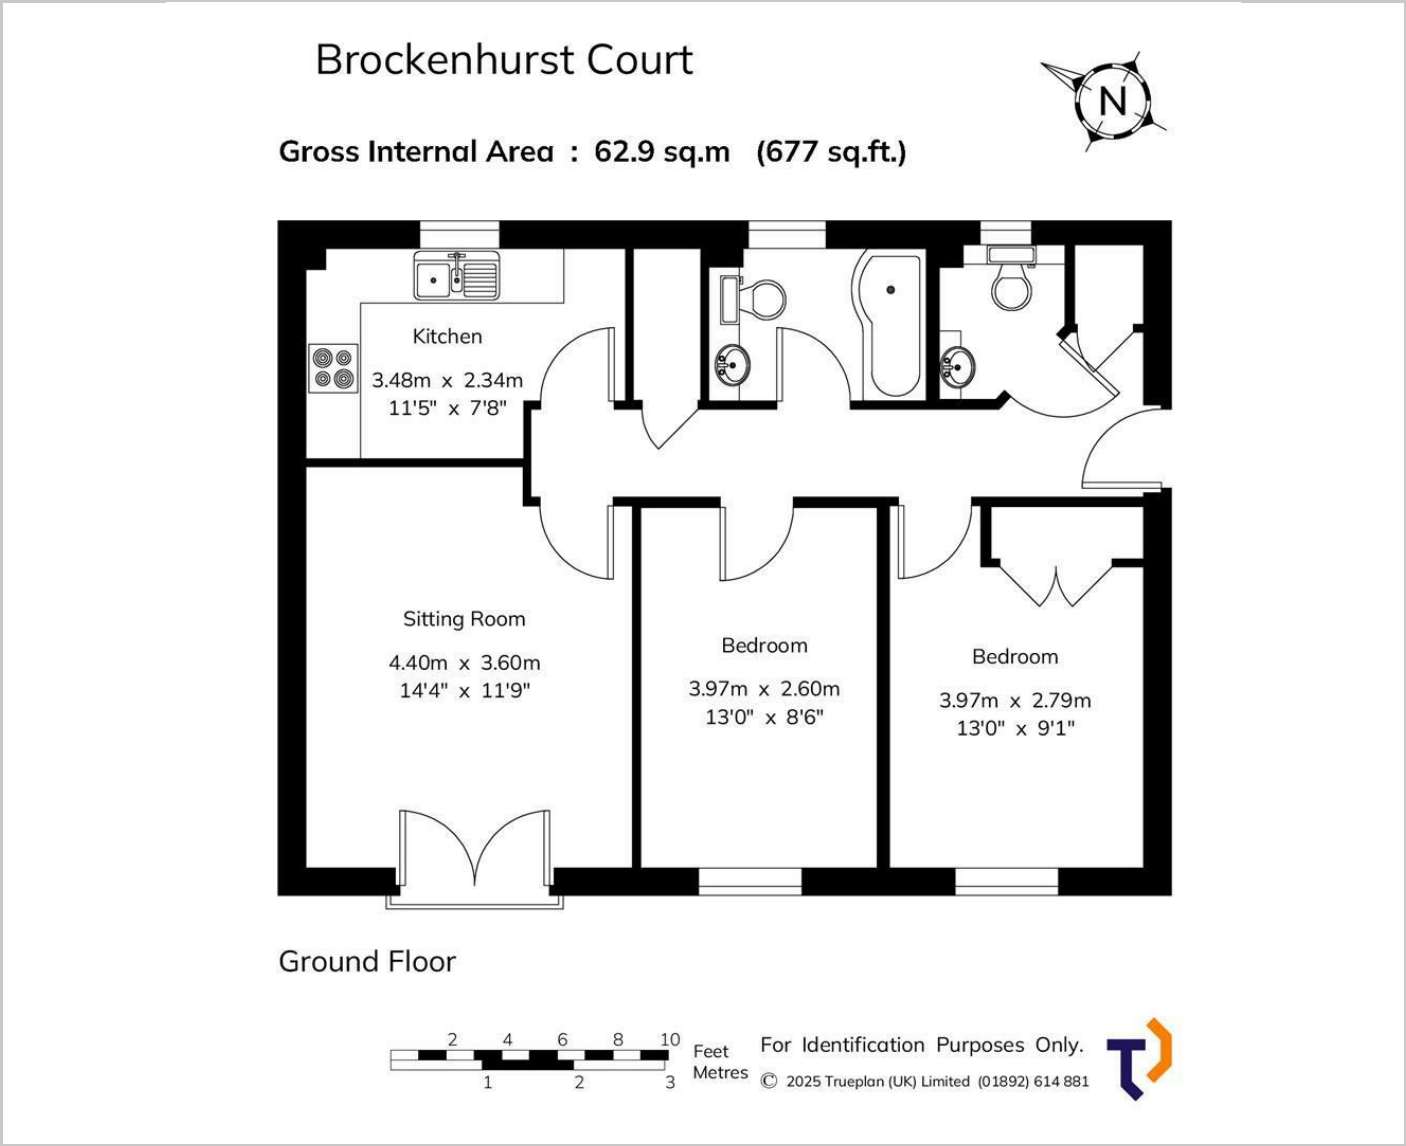 Brockenhurst Court
N
Gross Internal Area : 62.9 sq.m (677 sq.ft.)
Kitchen
3.48m x 2.34m
11'5" x 7'8"
Sitting Room
4.40m x 3.60m
14'4" x 11'9"
Bedroom
3.97m x 2.60m
13'0" x 8'6"
Bedroom
3.97m x 2.79m
13'0" x 9'1"
Ground Floor
2 4 6 8 10
Feet
Metres
1 2 3
For Identification Purposes Only.
© 2025 Trueplan (UK) Limited (01892) 614 881